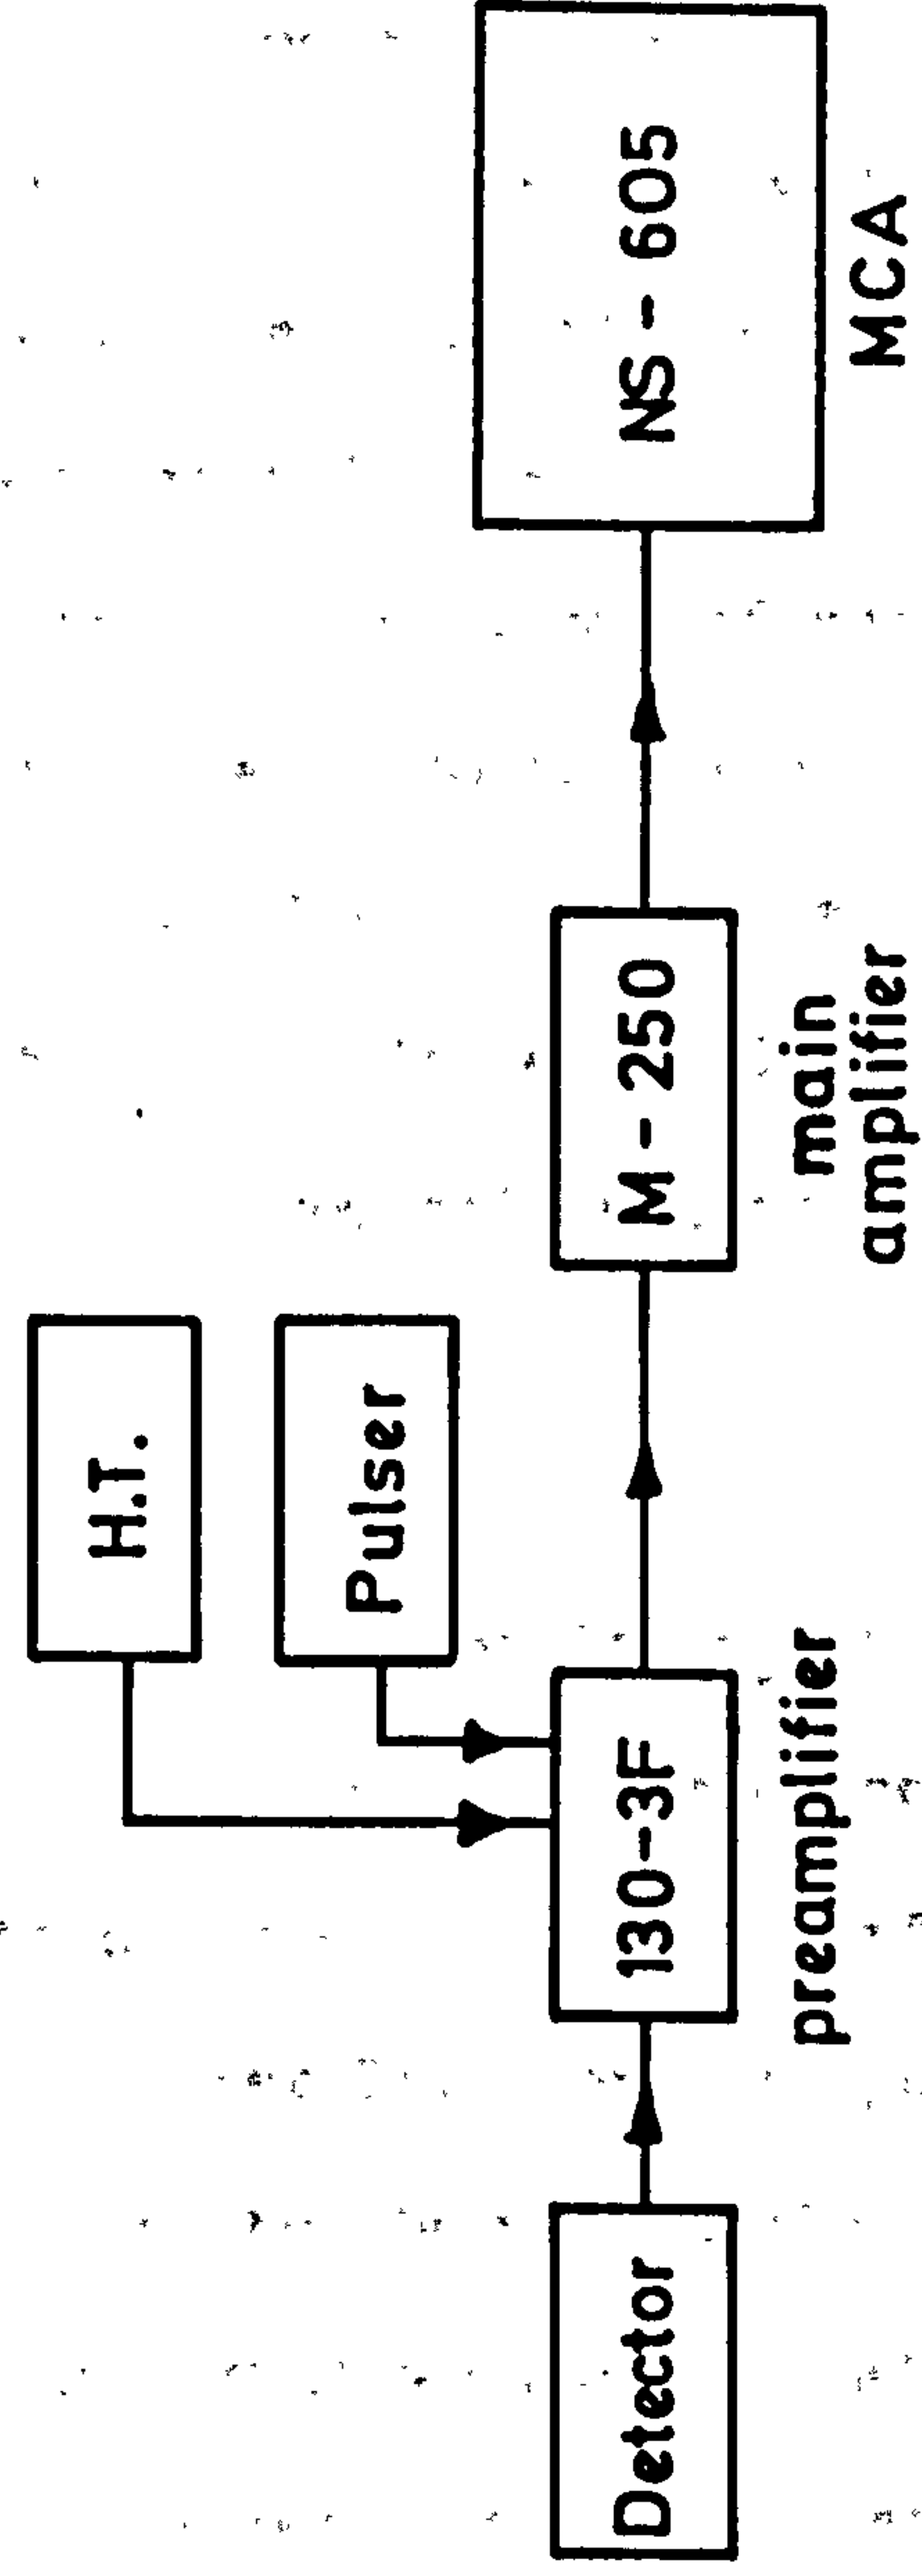 H.T.
Pulser
Detector
130-3F
M - 250
NS - 605
preamplifier
main
amplifier
MCA